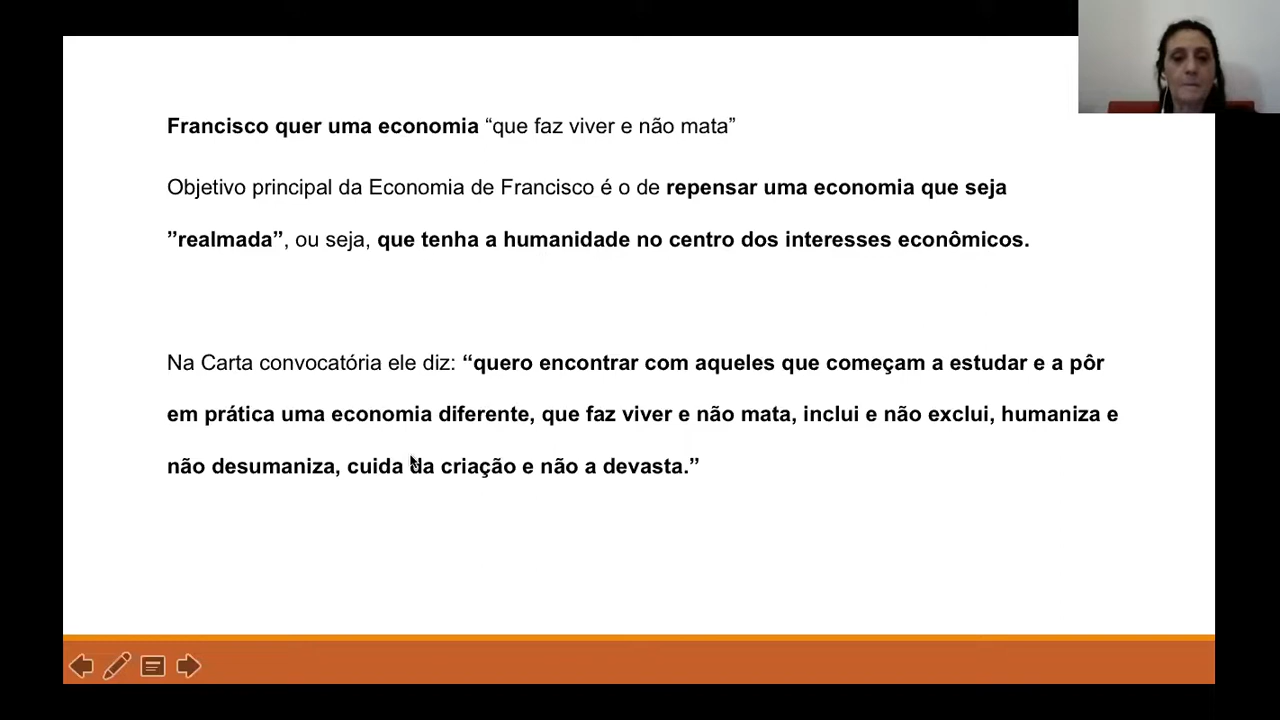 Francisco quer uma economia “que faz viver e não mata”
Objetivo principal da Economia de Francisco é o de repensar uma economia que seja
”realmada”, ou seja, que tenha a humanidade no centro dos interesses econômicos.
Na Carta convocatória ele diz: “quero encontrar com aqueles que começam a estudar e a pôr
em prática uma economia diferente, que faz viver e não mata, inclui e não exclui, humaniza e
não desumaniza, cuida da criação e não a devasta.”